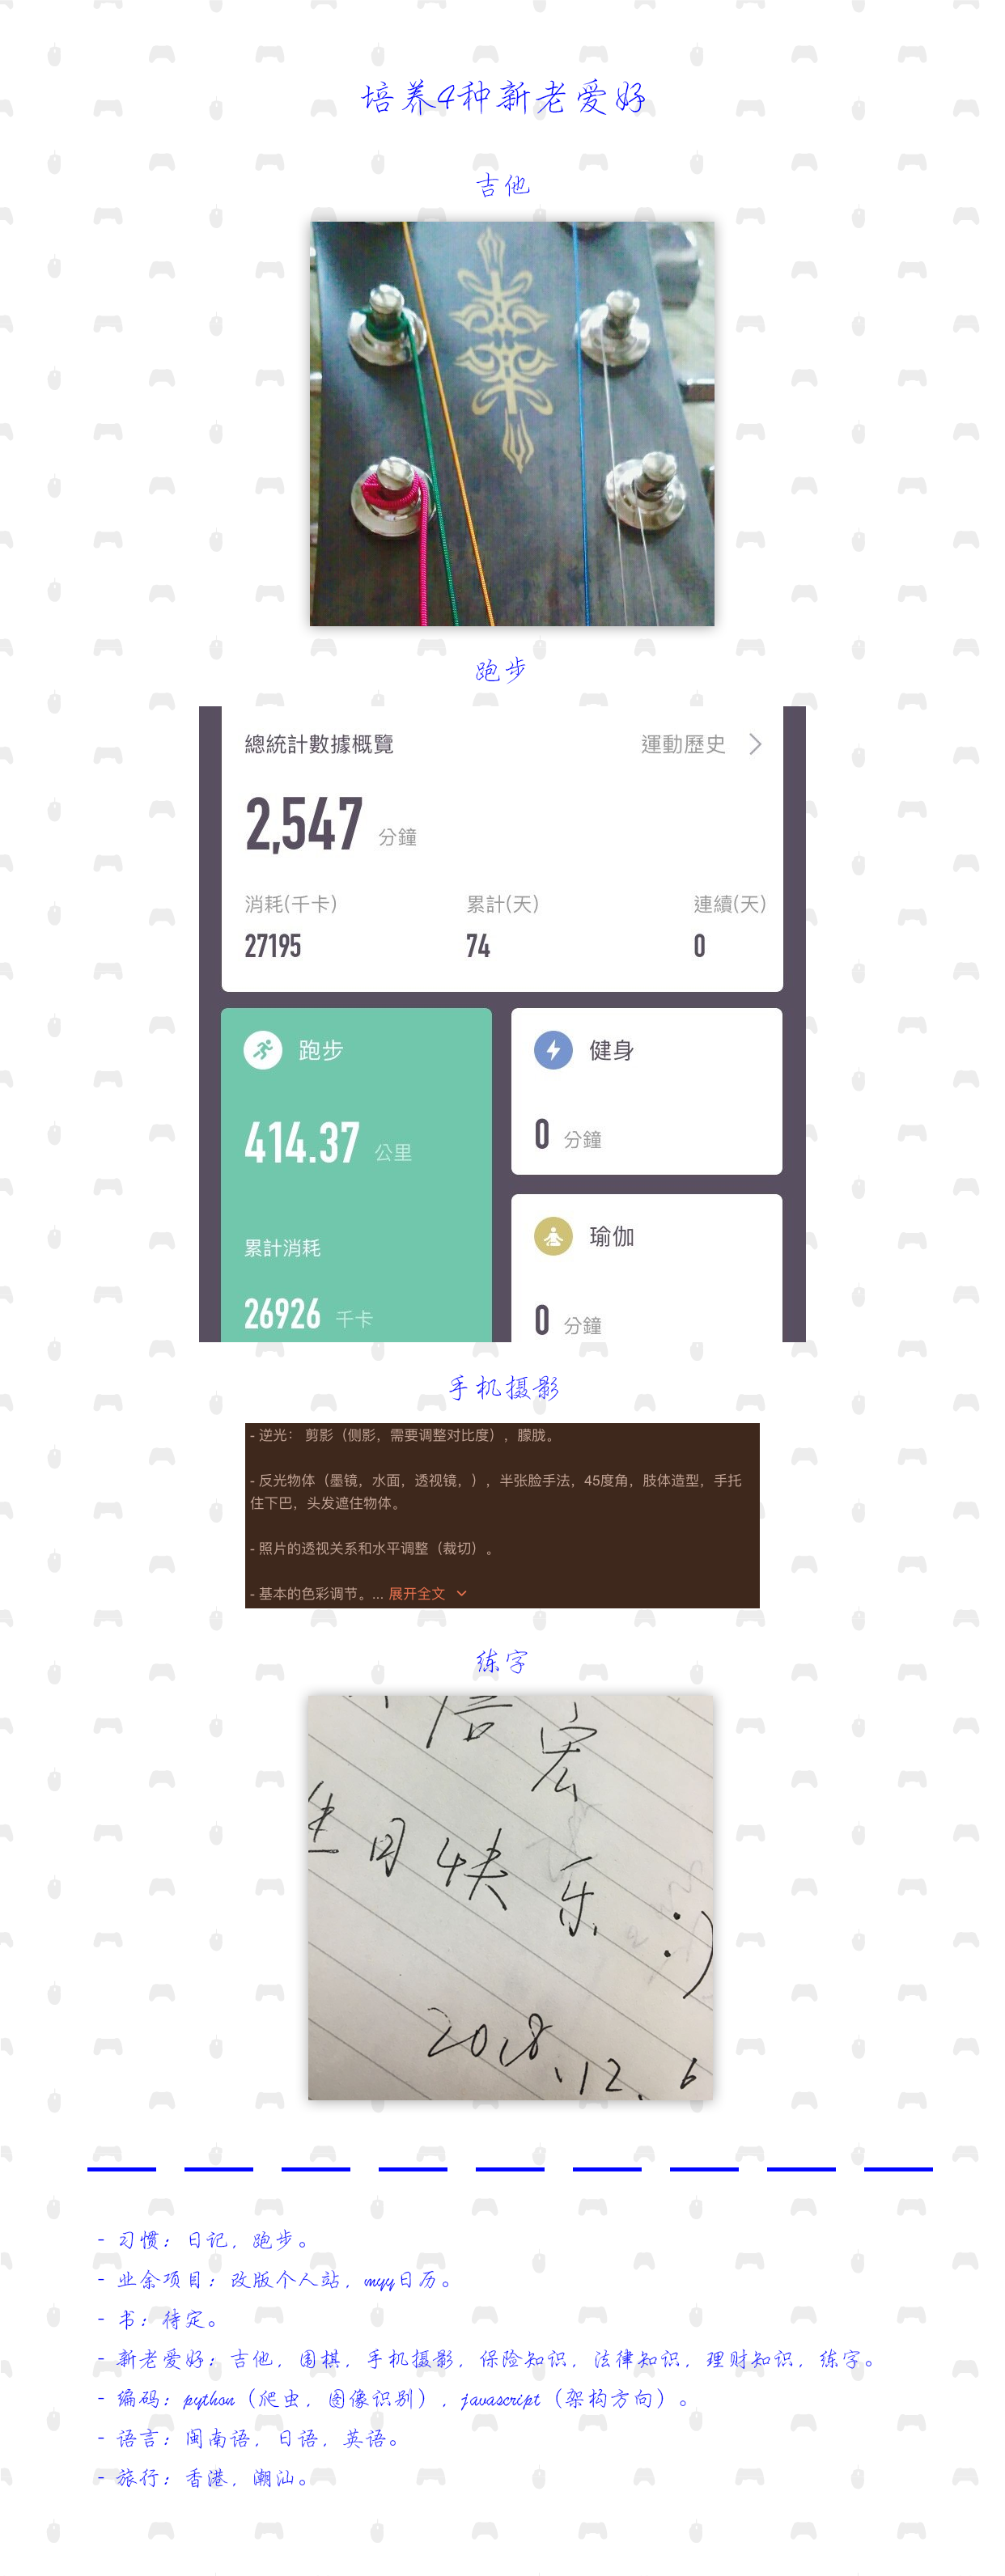 培养4种新老爱好
吉他
跑步
總統計數據概覽 運動歷史
2,547 分鐘
消耗(千卡) 累計(天) 連續(天)
27195 74 0
跑步 健身
414.37 公里 0 分鐘
累計消耗 瑜伽
26926 千卡 0 分鐘
手机摄影
- 逆光： 剪影（侧影，需要调整对比度），朦胧。
- 反光物体（墨镜，水面，透视镜，），半张脸手法，45度角，肢体造型，手托
住下巴，头发遮住物体。
- 照片的透视关系和水平调整（裁切）。
- 基本的色彩调节。... 展开全文
练字
宏
生日快乐 :)
2018.12.6
- 习惯：日记，跑步。
- 业余项目：改版个人站，myy日历。
- 书：待定。
- 新老爱好：吉他，围棋，手机摄影，保险知识，法律知识，理财知识，练字。
- 编码：python（爬虫，图像识别），javascript（架构方向）。
- 语言：闽南语，日语，英语。
- 旅行：香港，潮汕。